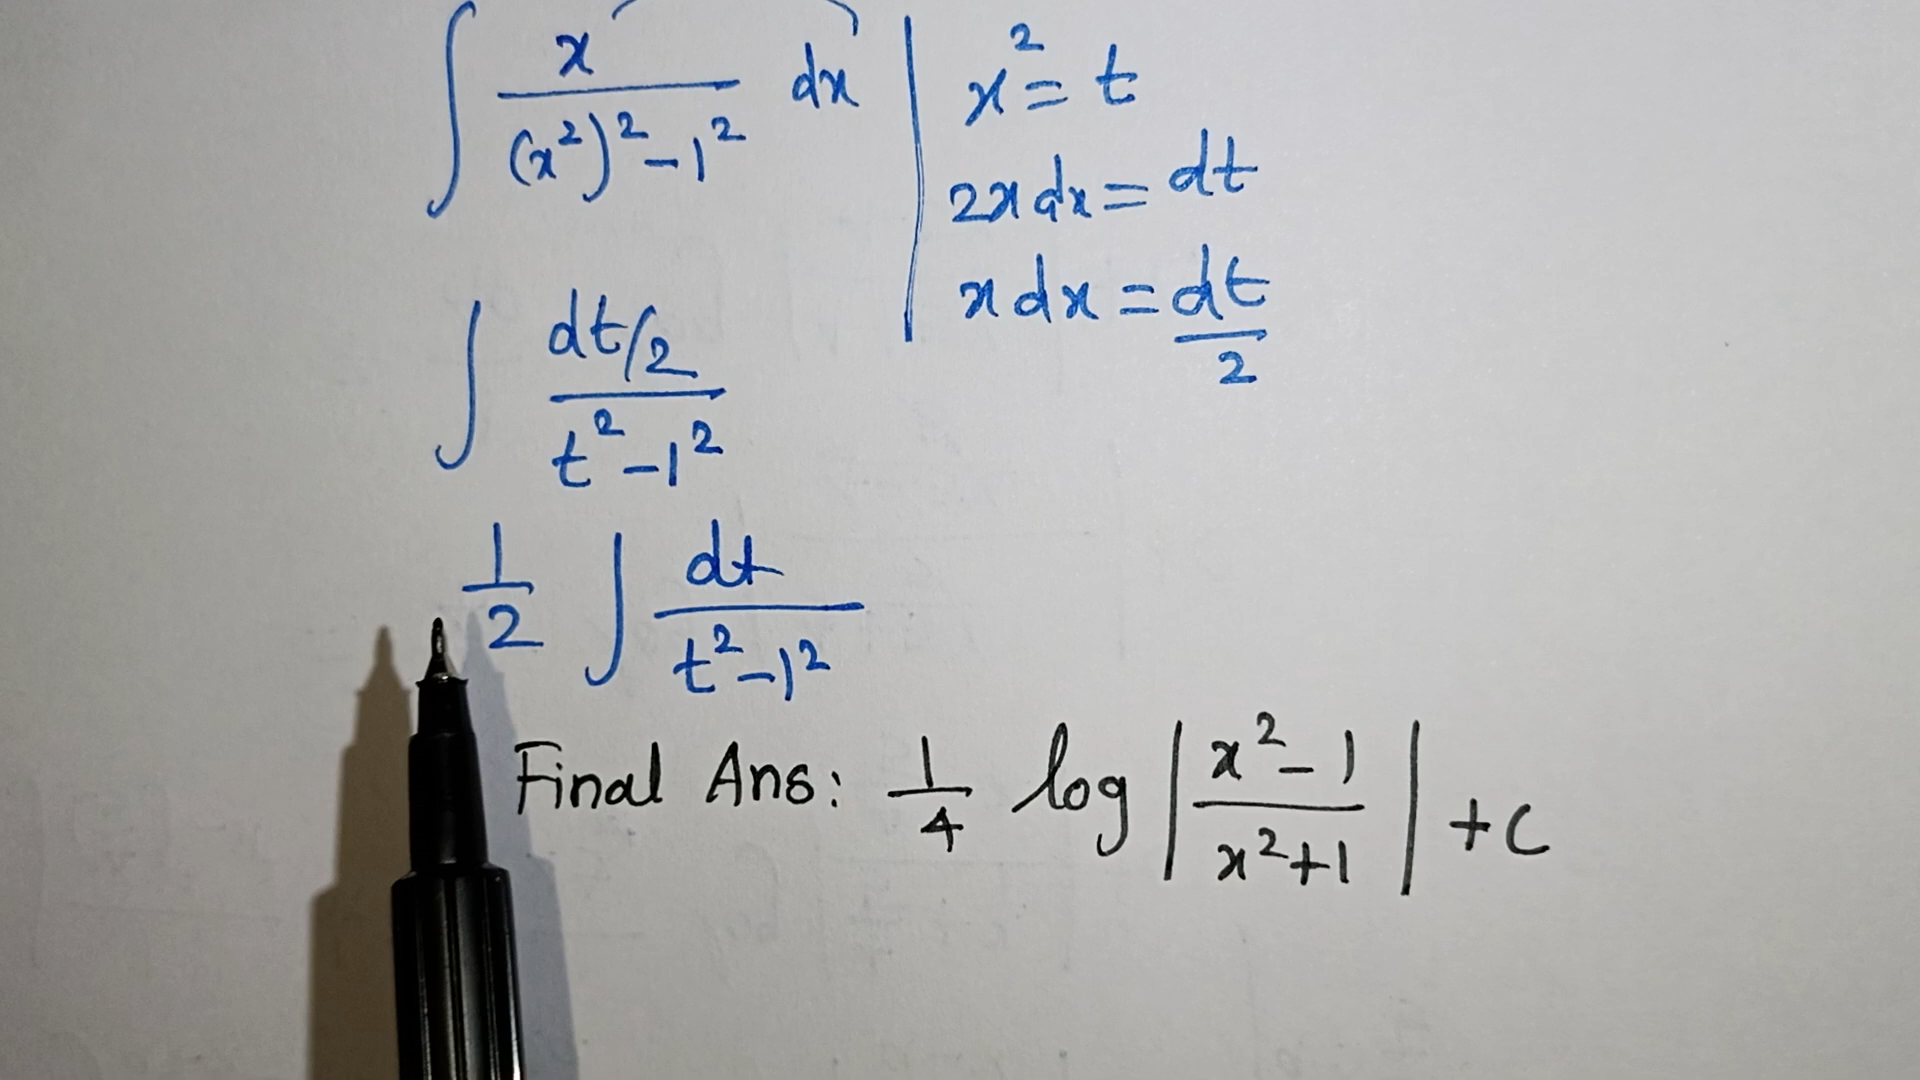 ∫ x / ((x²)² - 1²) dx
x² = t
2x dx = dt
x dx = dt/2
∫ (dt/2) / (t² - 1²)
1/2 ∫ dt / (t² - 1²)
Final Ans: 1/4 log |(x² - 1) / (x² + 1)| + c